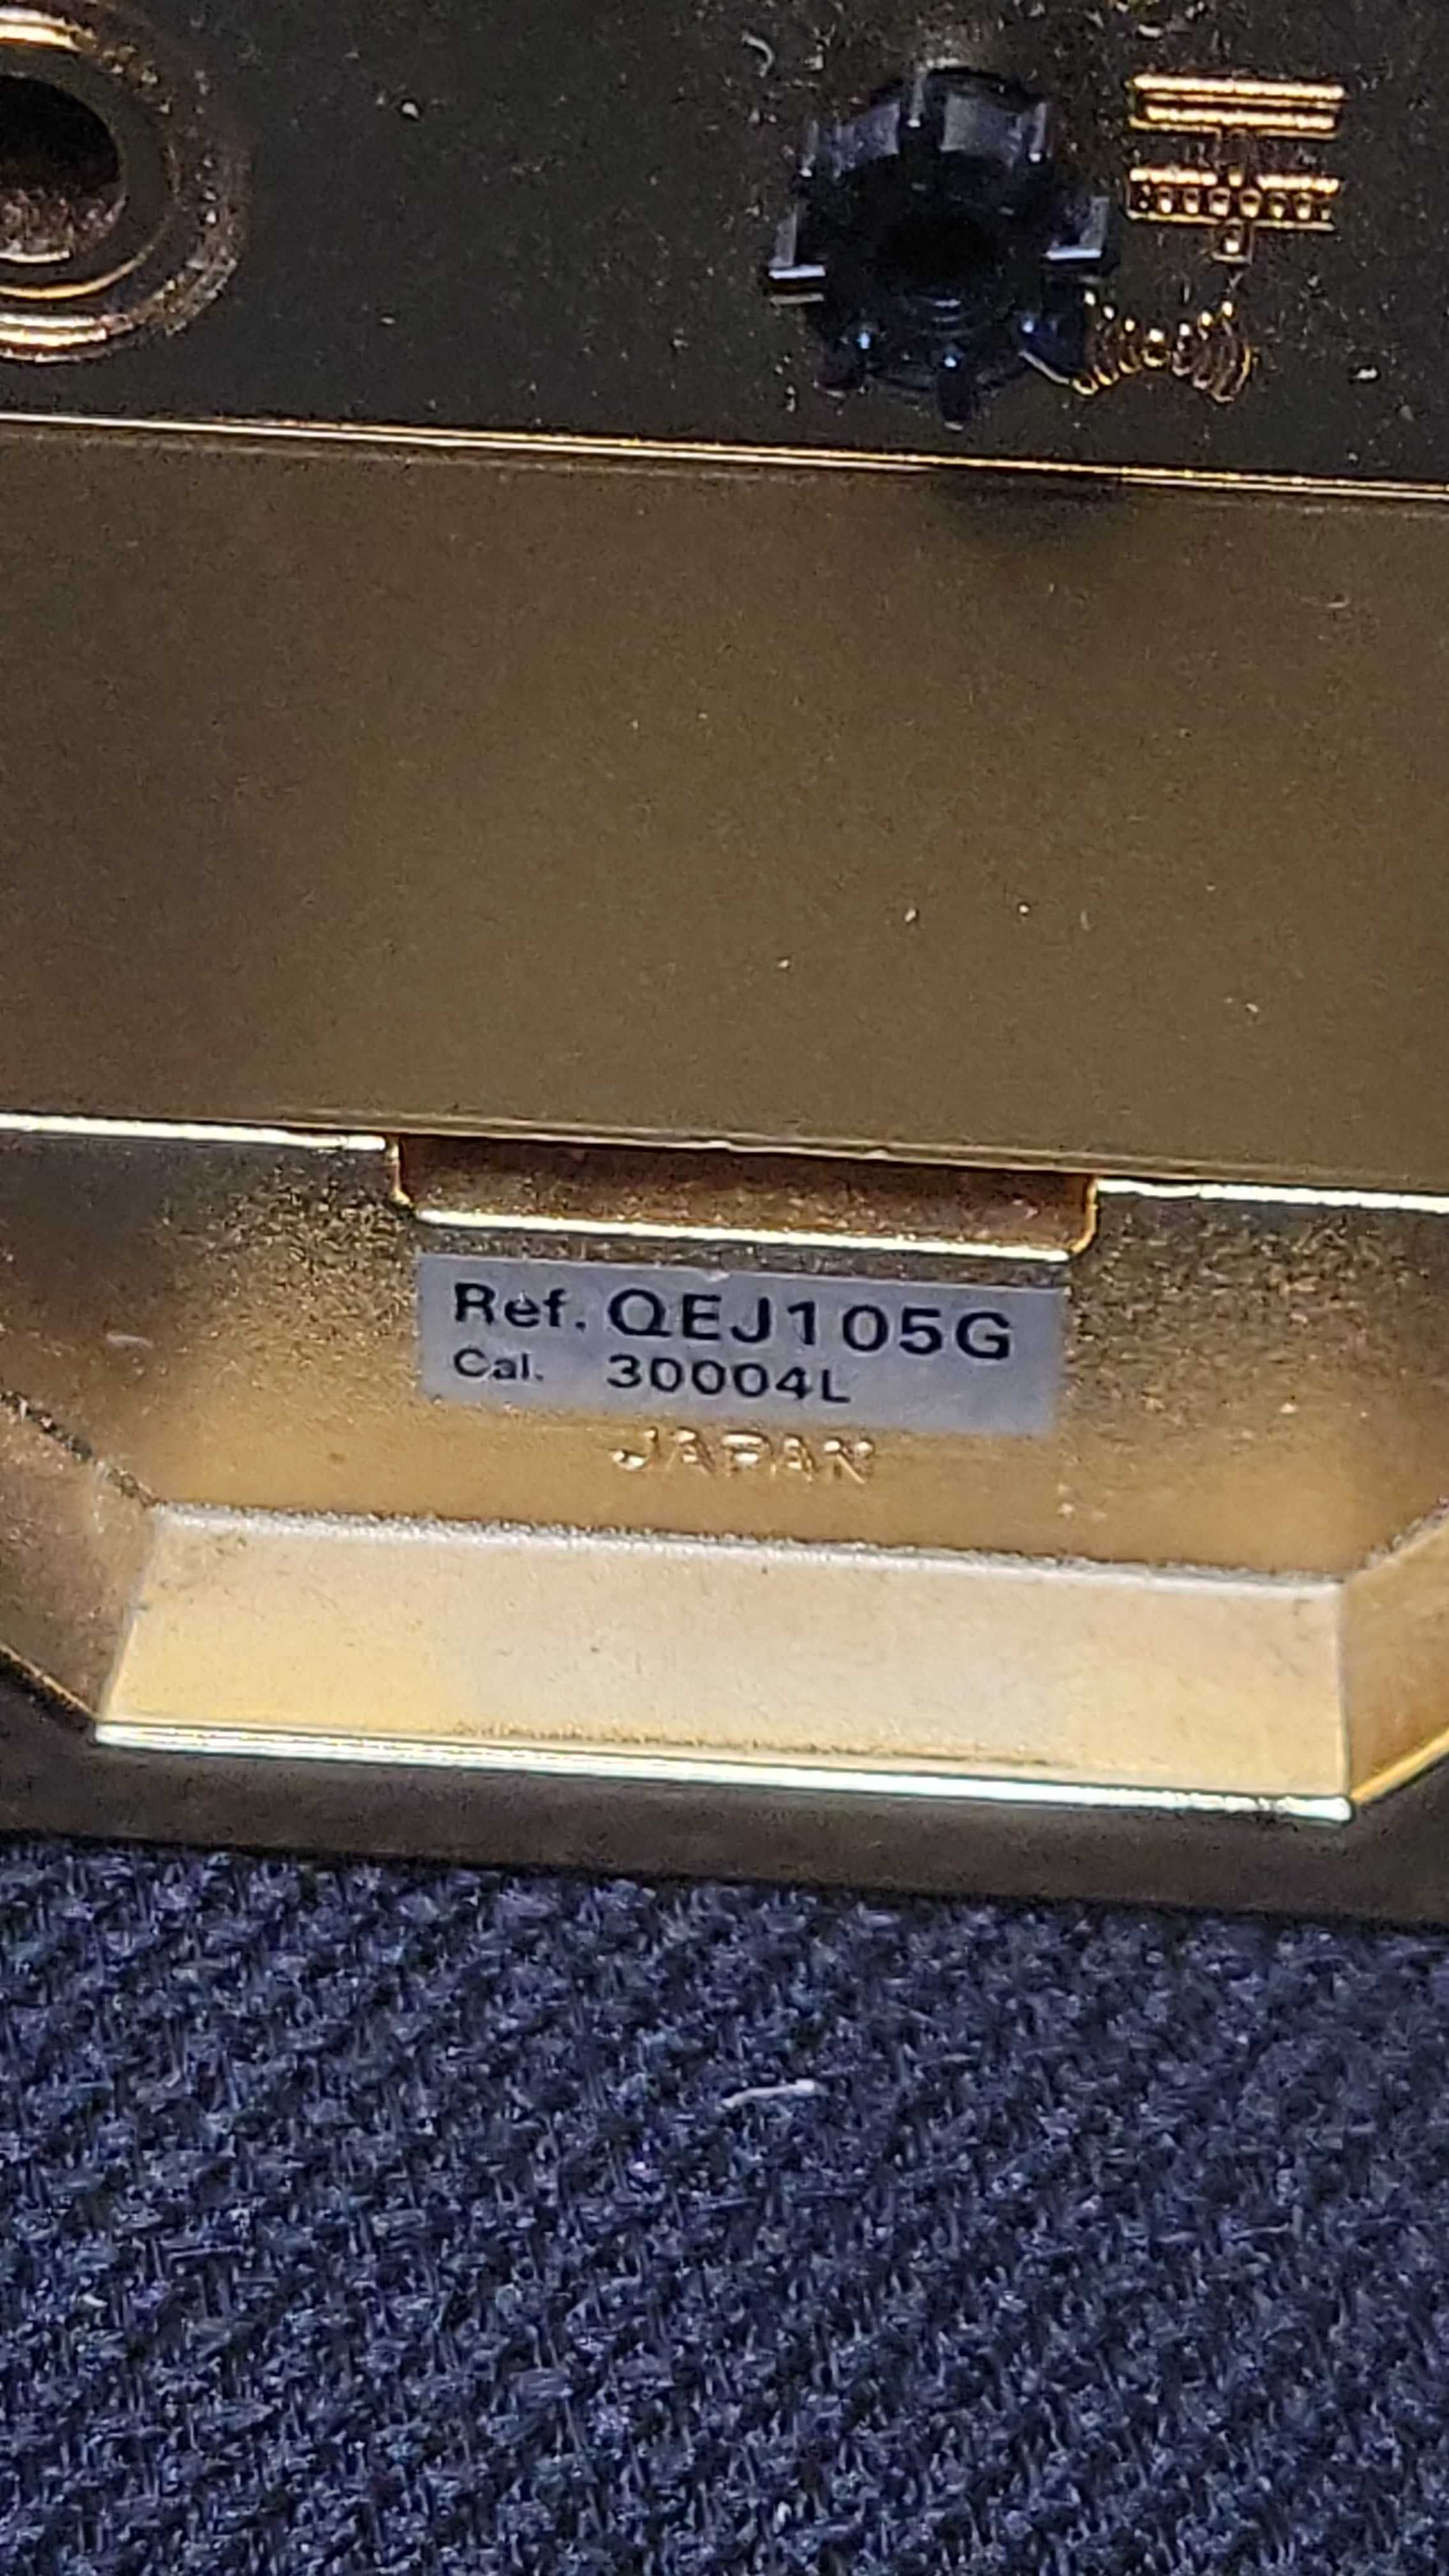 Ref. QEJ105G
Cal. 30004L
JAPAN